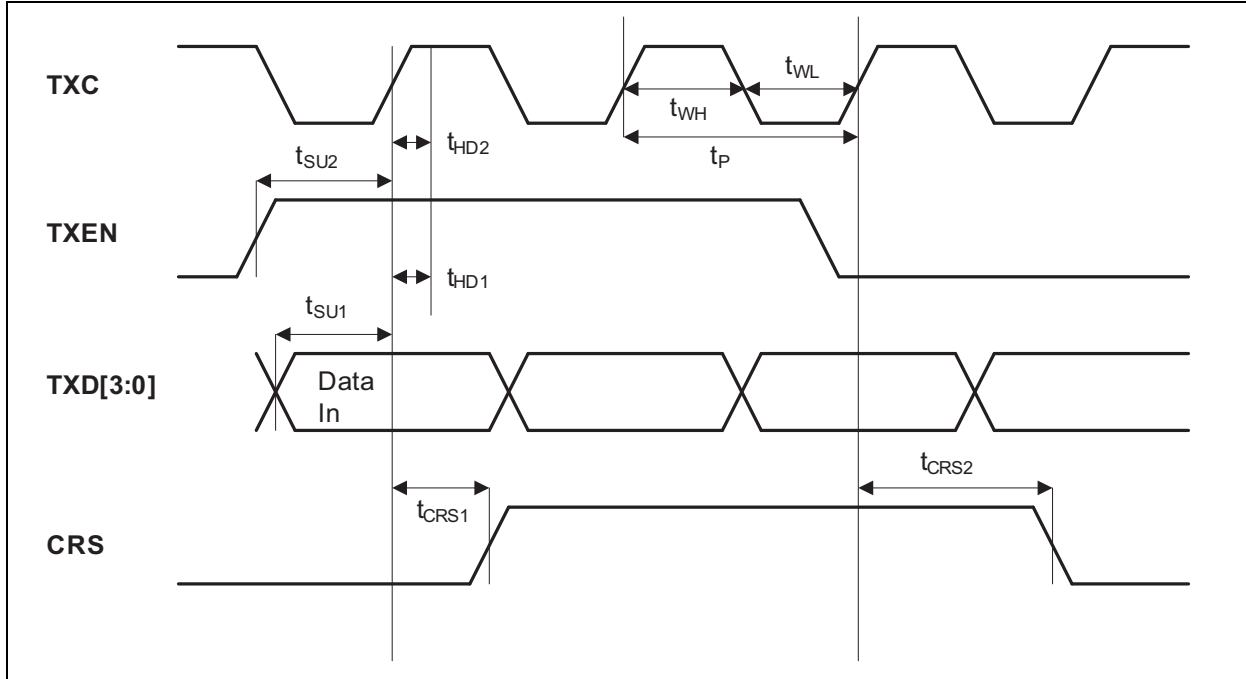 TXC
tWL
tWH
tHD2
tP
tSU2
TXEN
tHD1
tSU1
TXD[3:0]
Data
In
tCRS2
tCRS1
CRS